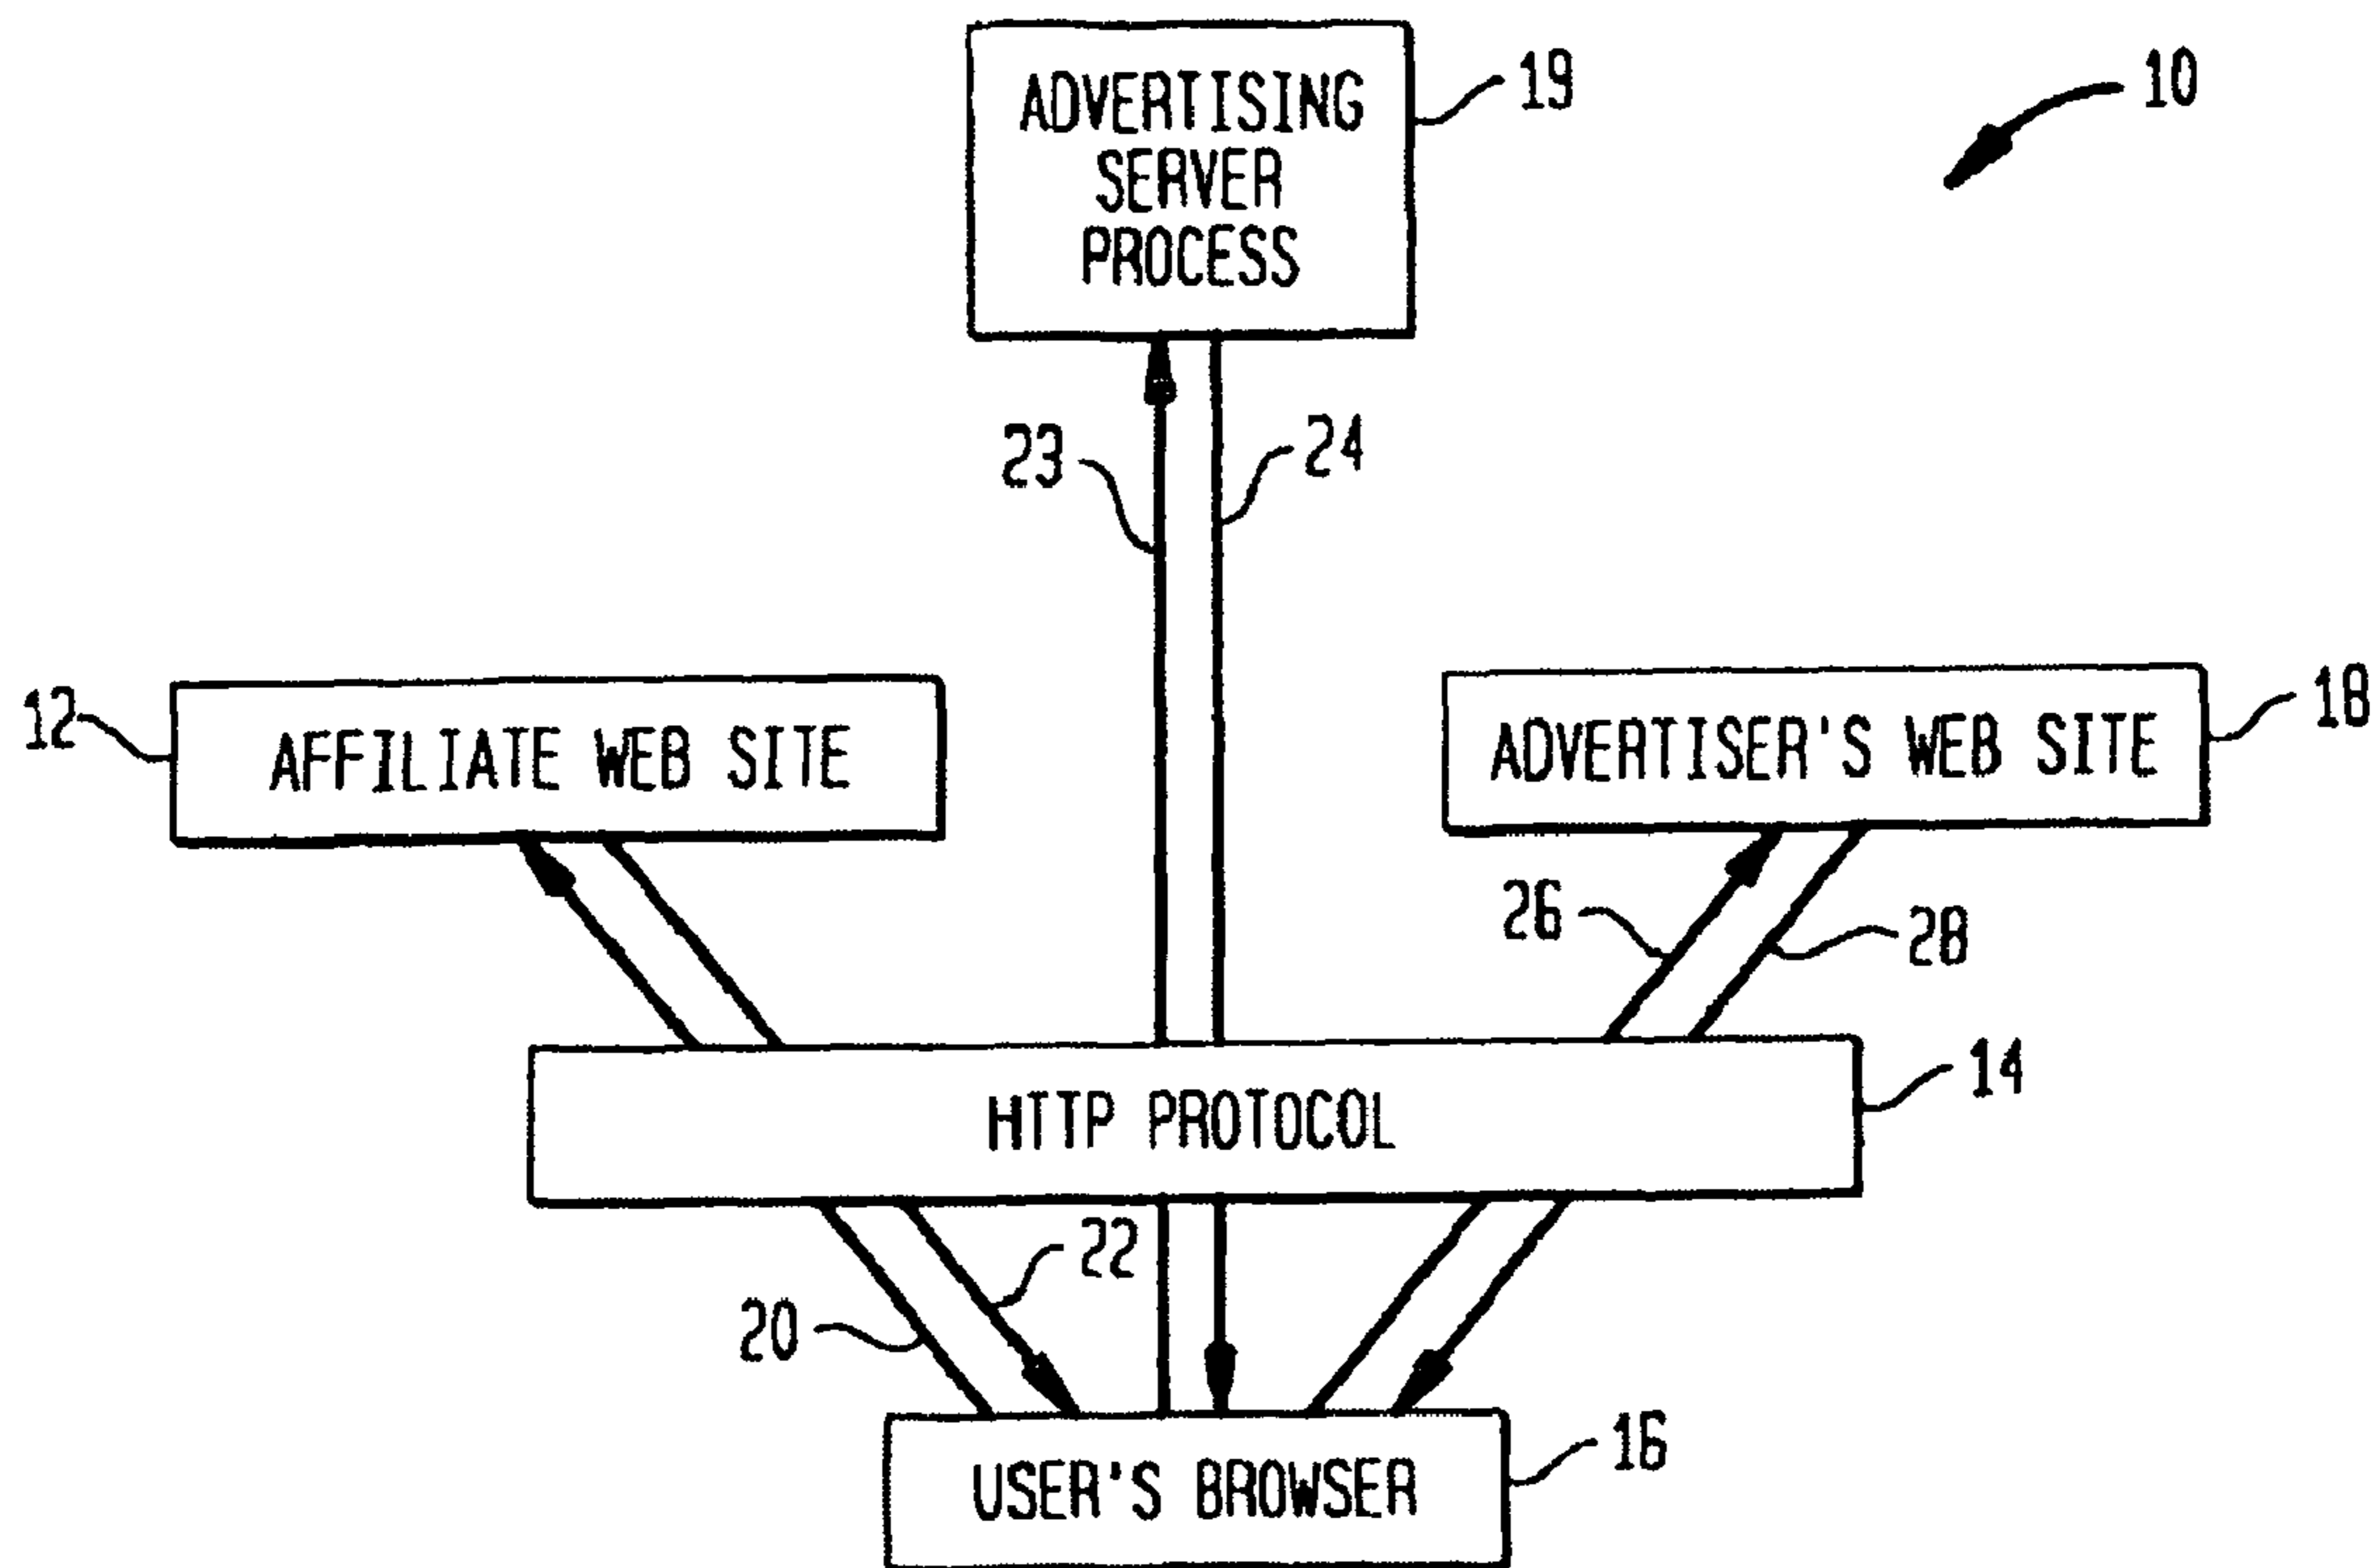 ADVERTISING
SERVER
PROCESS
19
10
23
24
12
AFFILIATE WEB SITE
ADVERTISER'S WEB SITE
18
26
28
HTTP PROTOCOL
14
22
20
USER'S BROWSER
16